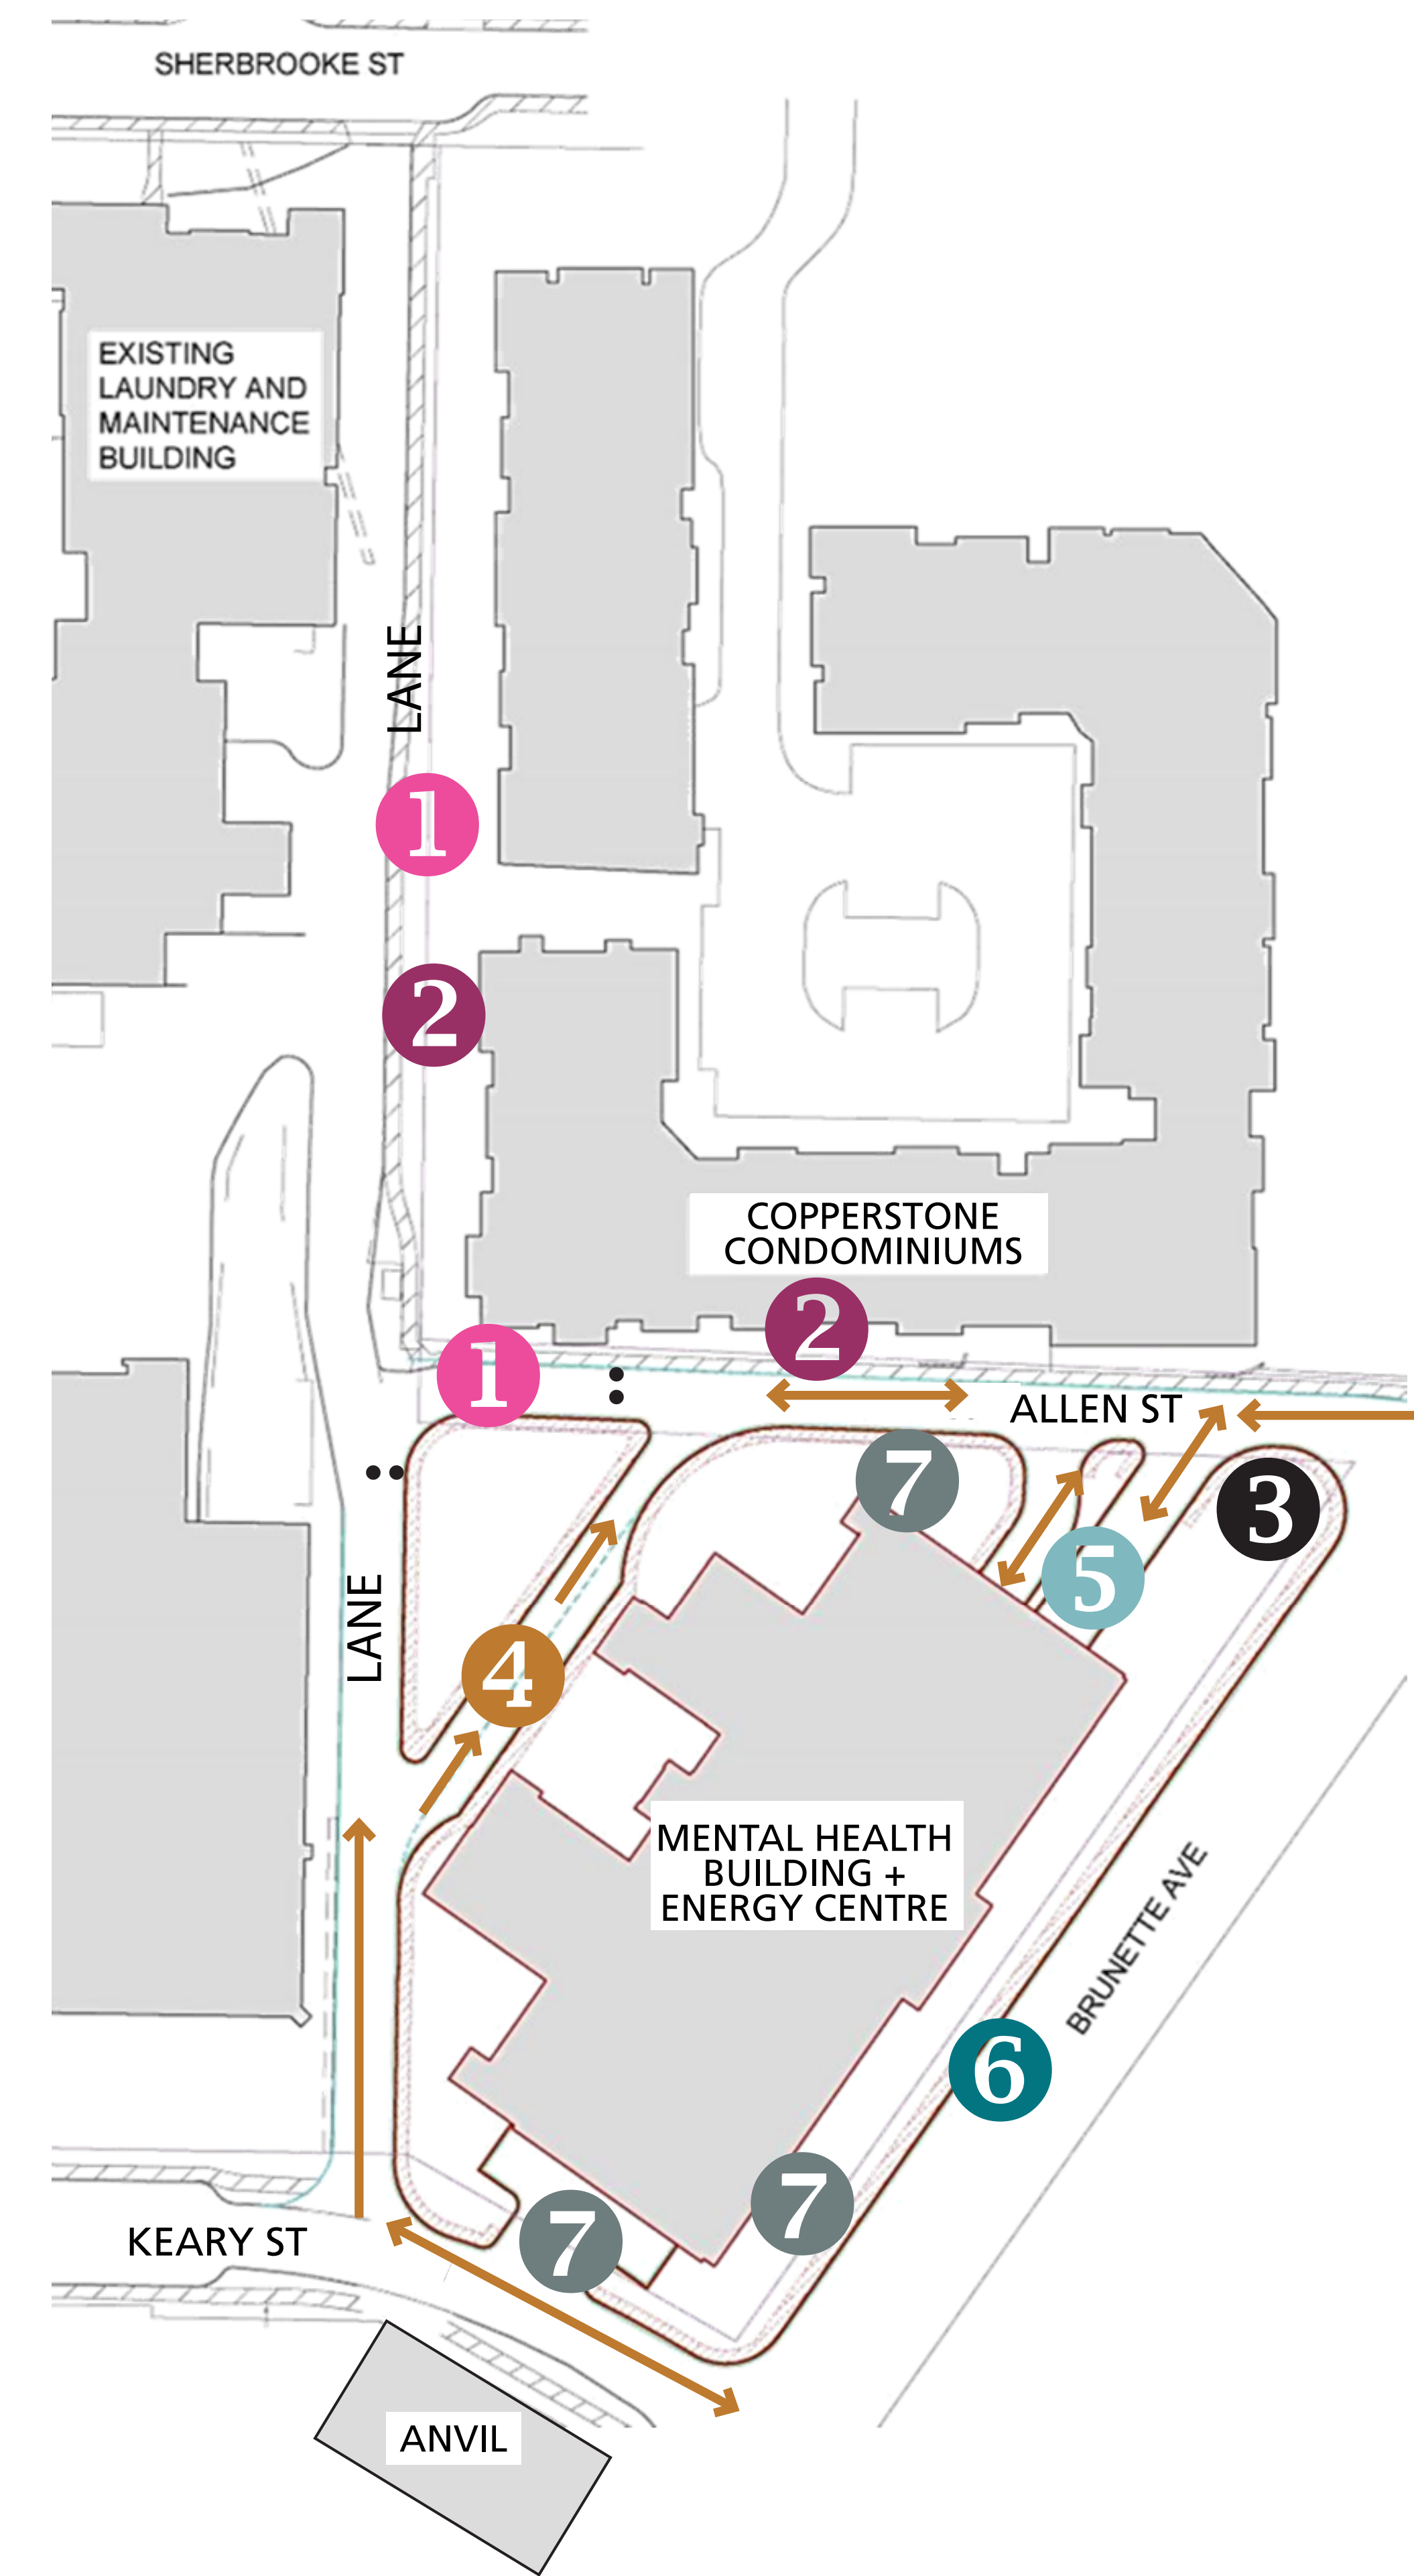 SHERBROOKE ST
EXISTING
LAUNDRY AND
MAINTENANCE
BUILDING
LANE
1
2
COPPERSTONE
CONDOMINIUMS
2
1
ALLEN ST
7
3
5
LANE
4
MENTAL HEALTH
BUILDING +
ENERGY CENTRE
BRUNETTE AVE
6
7
7
KEARY ST
ANVIL